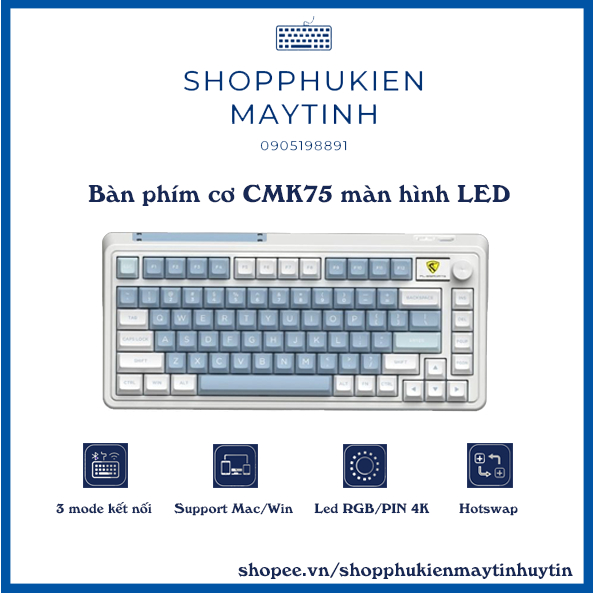 SHOPPHUKIEN
MAYTINH
0905198891
Bàn phím cơ CMK75 màn hình LED
3 mode kết nối
Support Mac/Win
Led RGB/PIN 4K
Hotswap
shopee.vn/shopphukienmaytinhuytin